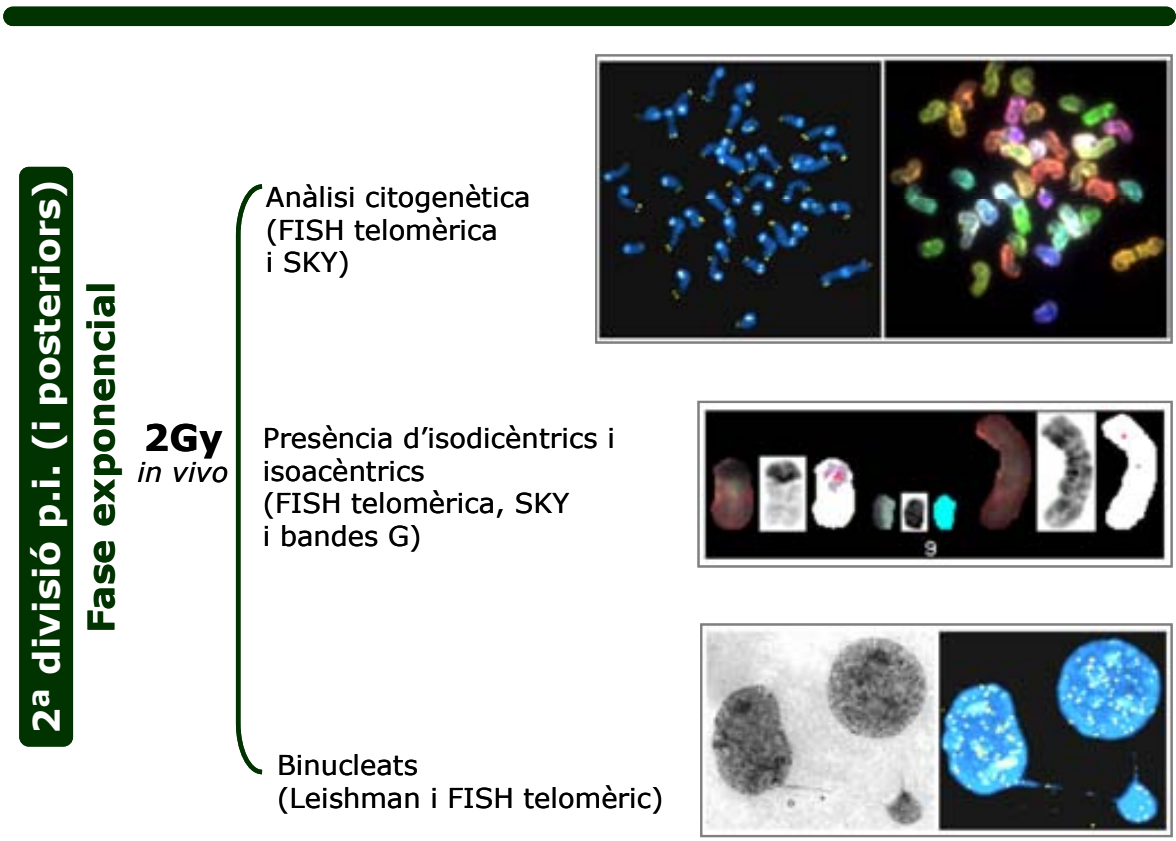 2ª divisió p.i. (i posteriors)
Fase exponencial
2Gy
in vivo
Anàlisi citogenètica
(FISH telomèrica
i SKY)
Presència d’isodicèntrics i
isoacèntrics
(FISH telomèrica, SKY
i bandes G)
9
Binucleats
(Leishman i FISH telomèric)